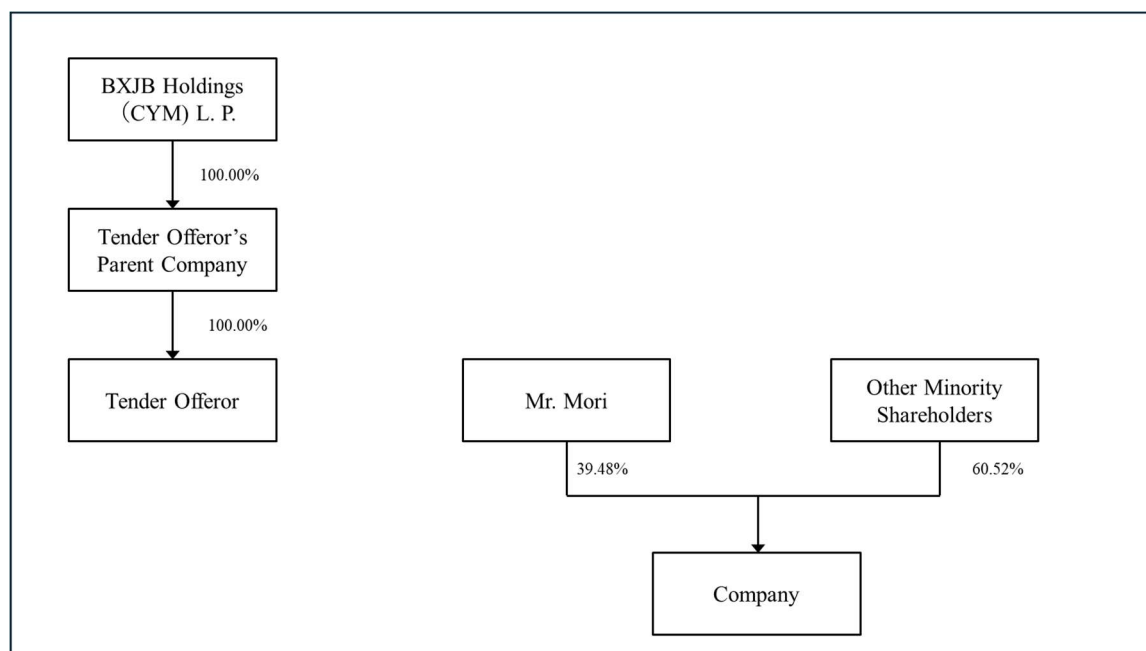 BXJB Holdings
（CYM) L. P.
100.00%
Tender Offeror’s
Parent Company
100.00%
Tender Offeror
Mr. Mori
Other Minority
Shareholders
39.48%
60.52%
Company